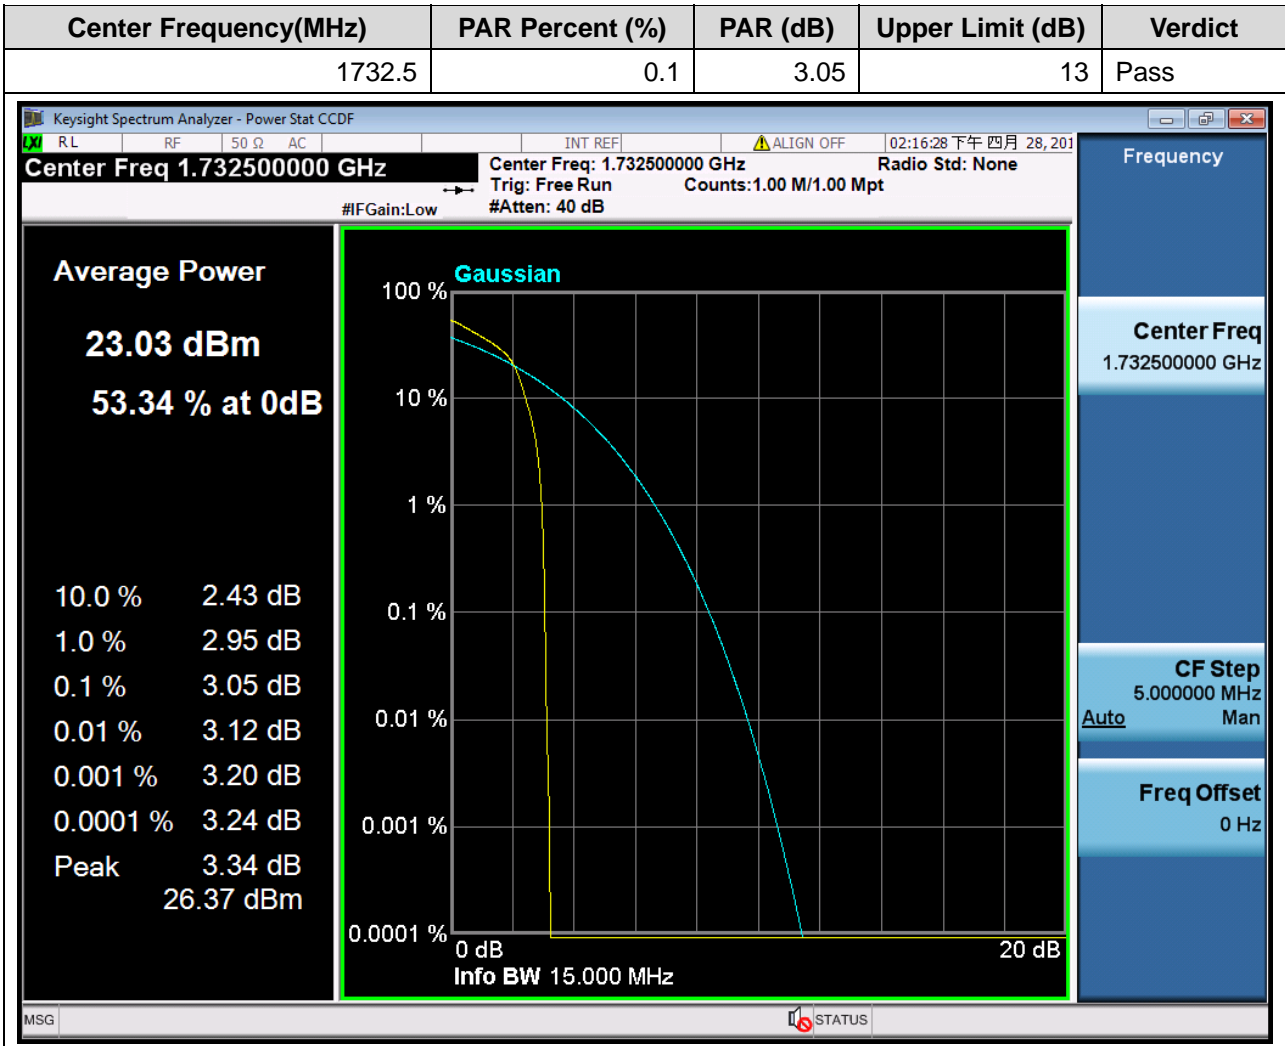 Center Frequency(MHz) PAR Percent (%) PAR (dB) Upper Limit (dB) Verdict
1732.5 0.1 3.05 13 Pass
Keysight Spectrum Analyzer - Power Stat CCDF
LXI RL RF 50 Ω AC INT REF ALIGN OFF 02:16:28 下午 四月 28, 201
Center Freq 1.732500000 GHz
Center Freq: 1.732500000 GHz Radio Std: None
Trig: Free Run Counts:1.00 M/1.00 Mpt
#IFGain:Low #Atten: 40 dB
Average Power
23.03 dBm
53.34 % at 0dB
10.0 % 2.43 dB
1.0 % 2.95 dB
0.1 % 3.05 dB
0.01 % 3.12 dB
0.001 % 3.20 dB
0.0001 % 3.24 dB
Peak 3.34 dB
26.37 dBm
Gaussian
100 %
10 %
1 %
0.1 %
0.01 %
0.001 %
0.0001 %
0 dB 20 dB
Info BW 15.000 MHz
Frequency
Center Freq
1.732500000 GHz
CF Step
5.000000 MHz
Auto Man
Freq Offset
0 Hz
MSG STATUS